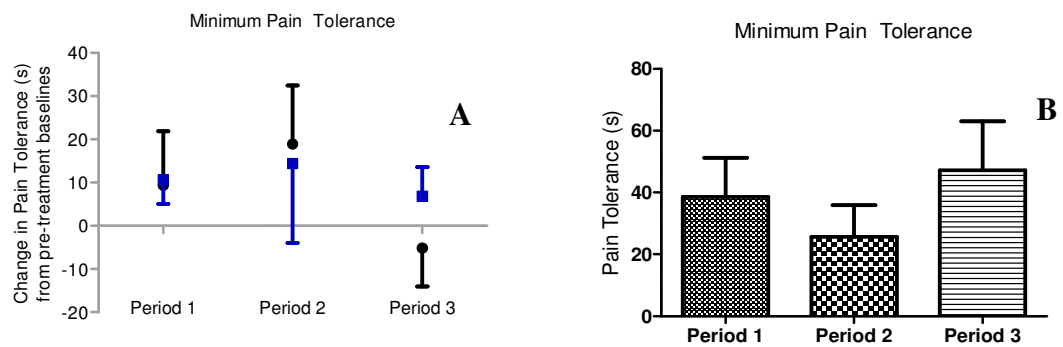 Minimum Pain Tolerance
Change in Pain Tolerance (s)
from pre-treatment baselines
40
30
20
10
0
-10
-20
Period 1 Period 2 Period 3
A
Minimum Pain Tolerance
Pain Tolerance (s)
80
60
40
20
0
Period 1 Period 2 Period 3
B